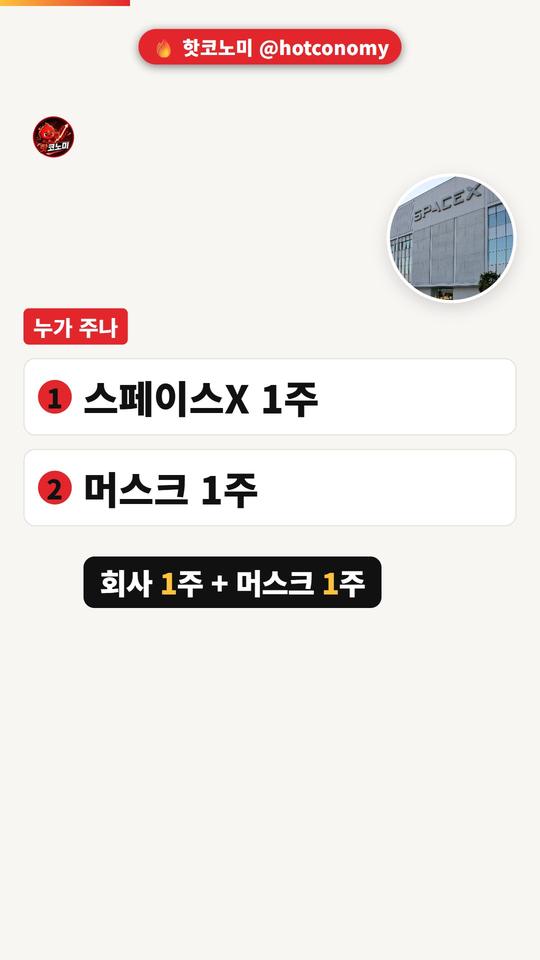 🔥 핫코노미 @hotconomy
핫코노미
SPACEX
누가 주나
1 스페이스X 1주
2 머스크 1주
회사 1주 + 머스크 1주